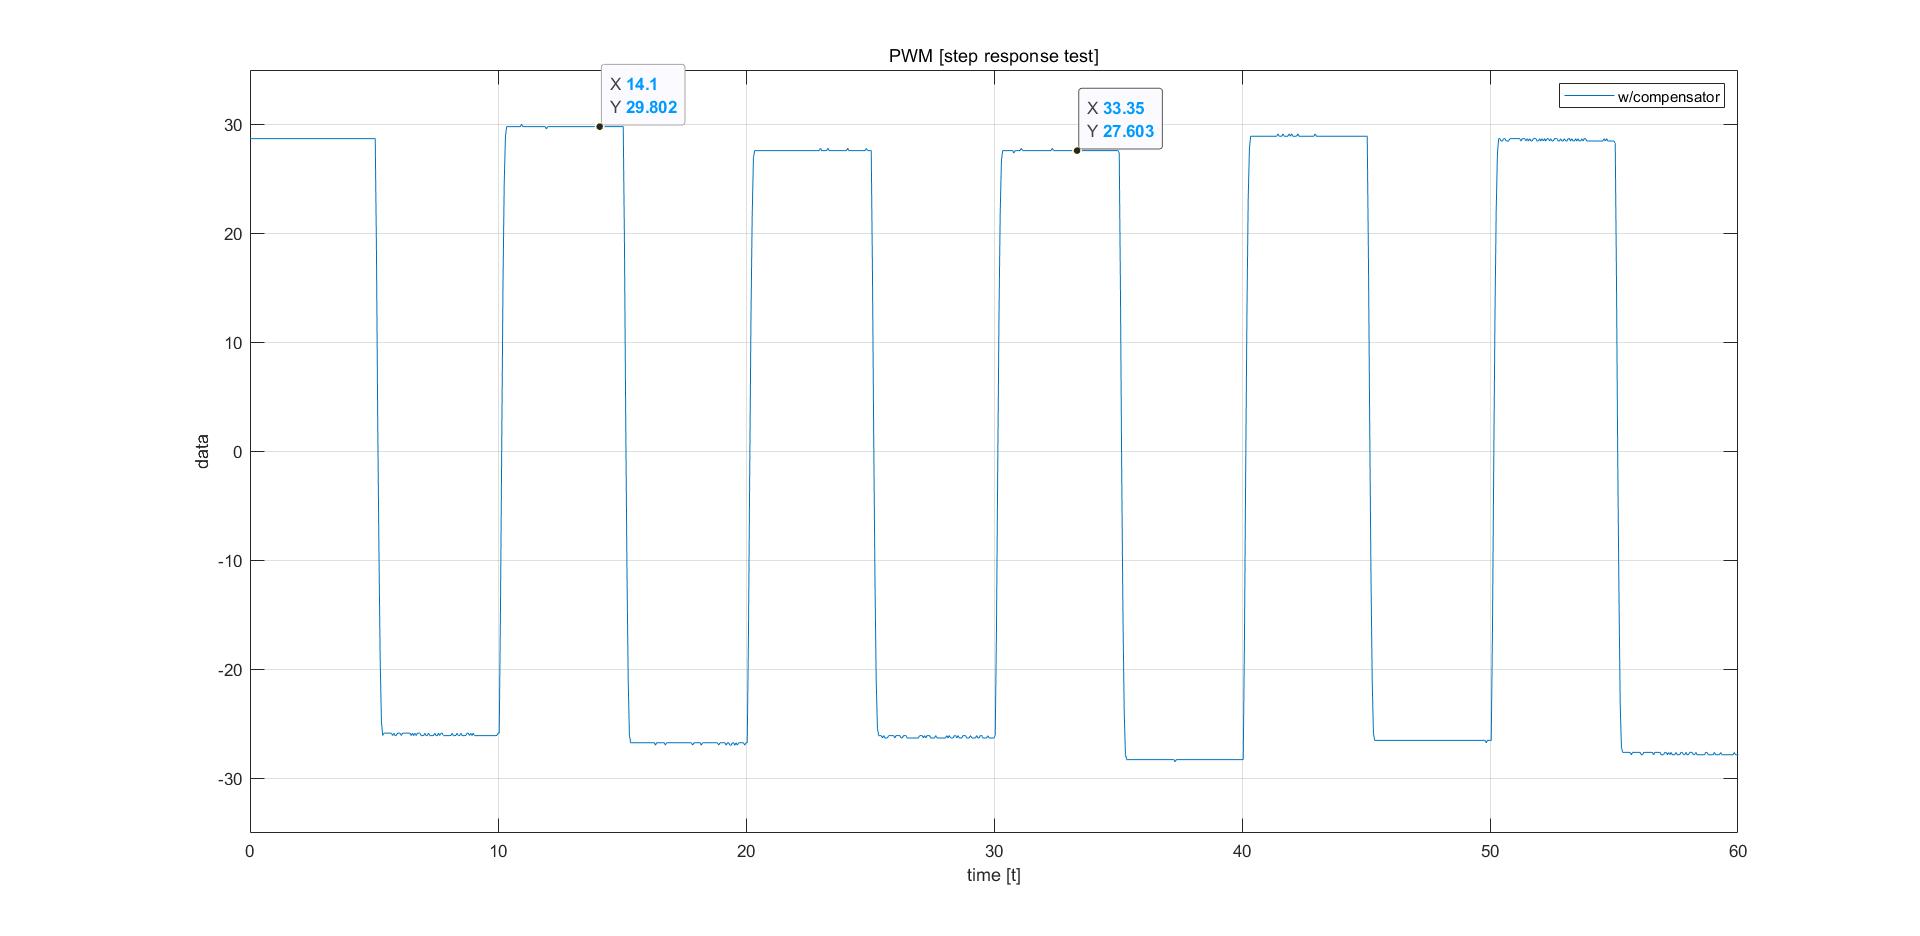 PWM [step response test]
X 14.1
Y 29.802
X 33.35
Y 27.603
w/compensator
30
20
10
0
-10
-20
-30
data
0 10 20 30 40 50 60
time [t]